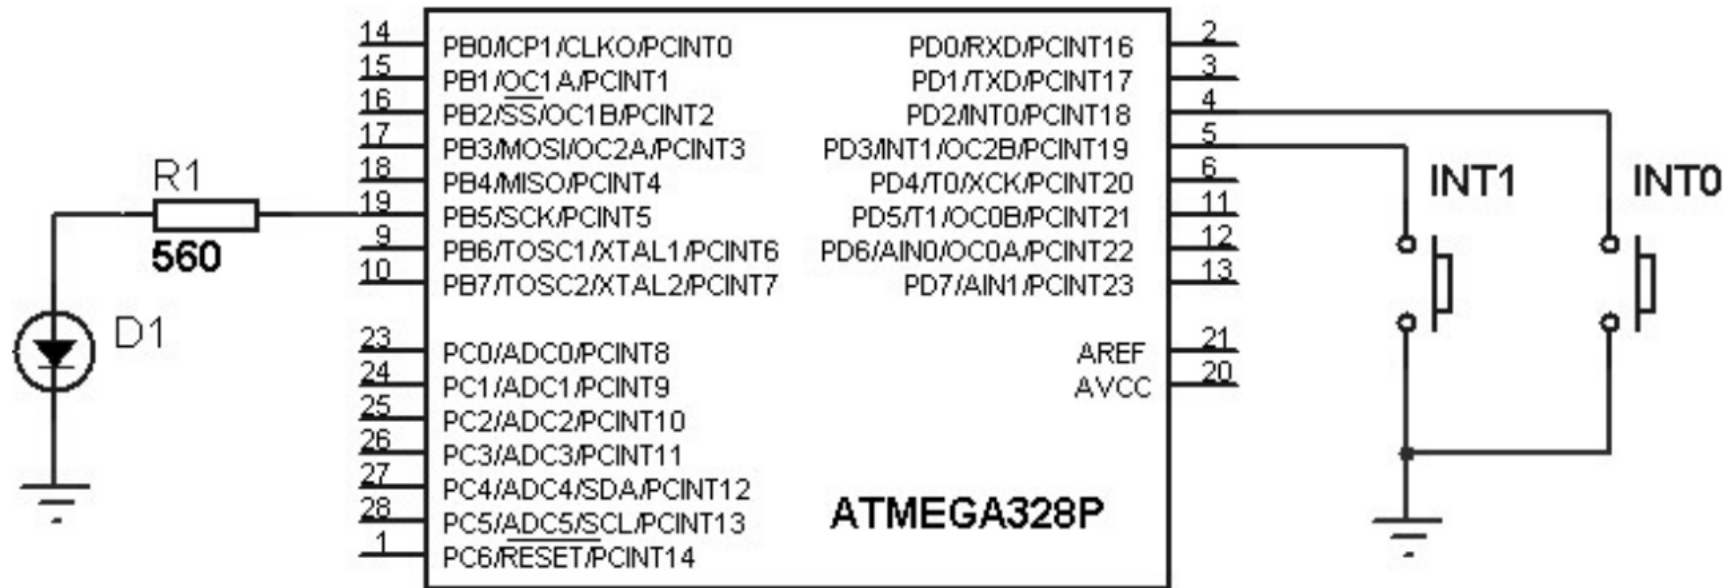 14 PB0/ICP1/CLKO/PCINT0 PD0/RXD/PCINT16 2
15 PB1/OC1A/PCINT1 PD1/TXD/PCINT17 3
16 PB2/SS/OC1B/PCINT2 PD2/INT0/PCINT18 4
17 PB3/MOSI/OC2A/PCINT3 PD3/INT1/OC2B/PCINT19 5
R1 18 PB4/MISO/PCINT4 PD4/T0/XCK/PCINT20 6 INT1 INT0
19 PB5/SCK/PCINT5 PD5/T1/OC0B/PCINT21 11
560 9 PB6/TOSC1/XTAL1/PCINT6 PD6/AIN0/OC0A/PCINT22 12
10 PB7/TOSC2/XTAL2/PCINT7 PD7/AIN1/PCINT23 13
D1
23 PC0/ADC0/PCINT8 AREF 21
24 PC1/ADC1/PCINT9 AVCC 20
25 PC2/ADC2/PCINT10
26 PC3/ADC3/PCINT11
27 PC4/ADC4/SDA/PCINT12
28 PC5/ADC5/SCL/PCINT13 ATMEGA328P
1 PC6/RESET/PCINT14